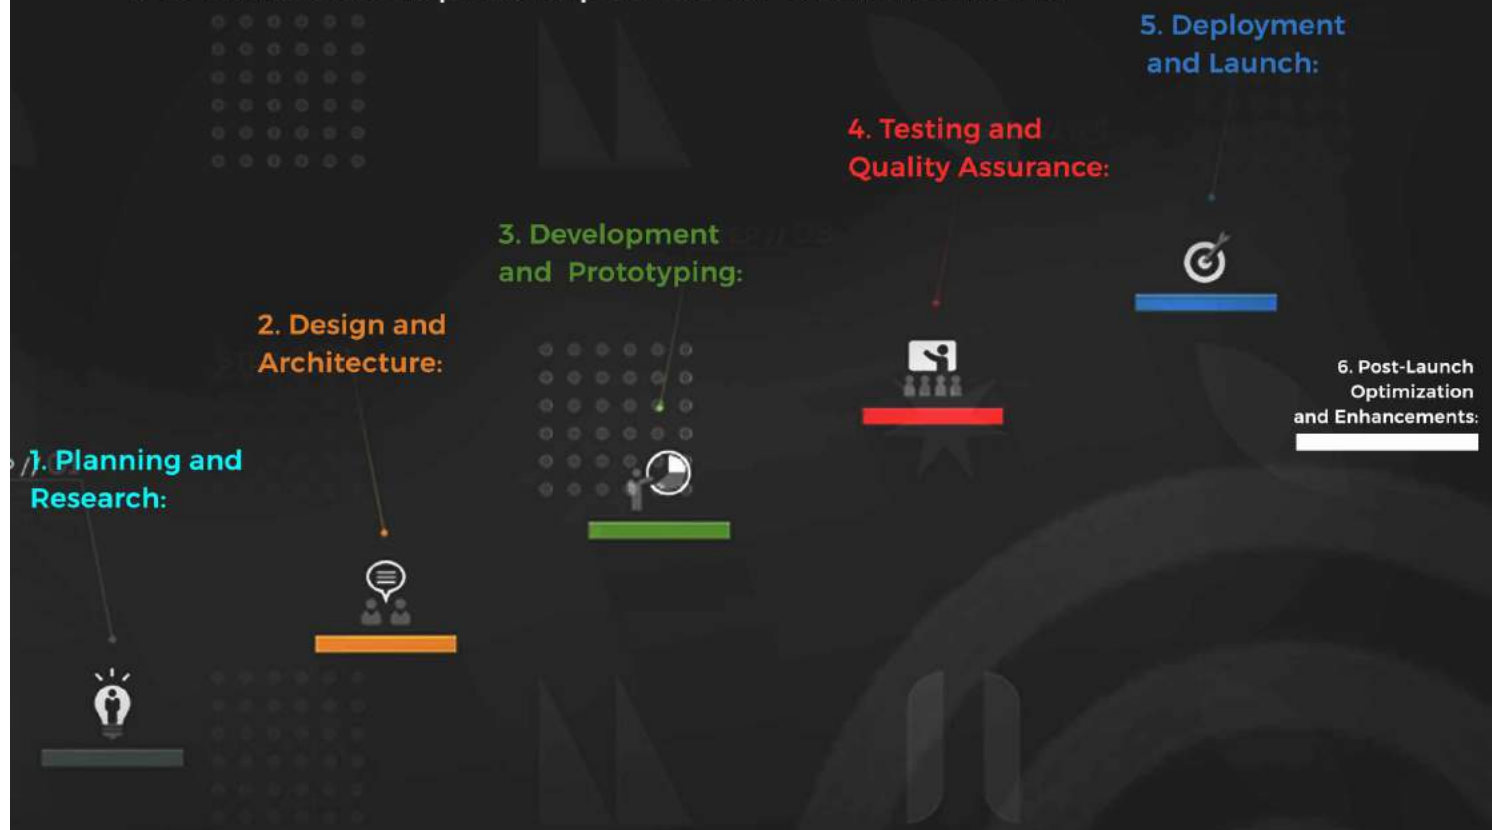 1. Planning and
Research:
2. Design and
Architecture:
3. Development
and Prototyping:
4. Testing and
Quality Assurance:
5. Deployment
and Launch:
6. Post-Launch
Optimization
and Enhancements: